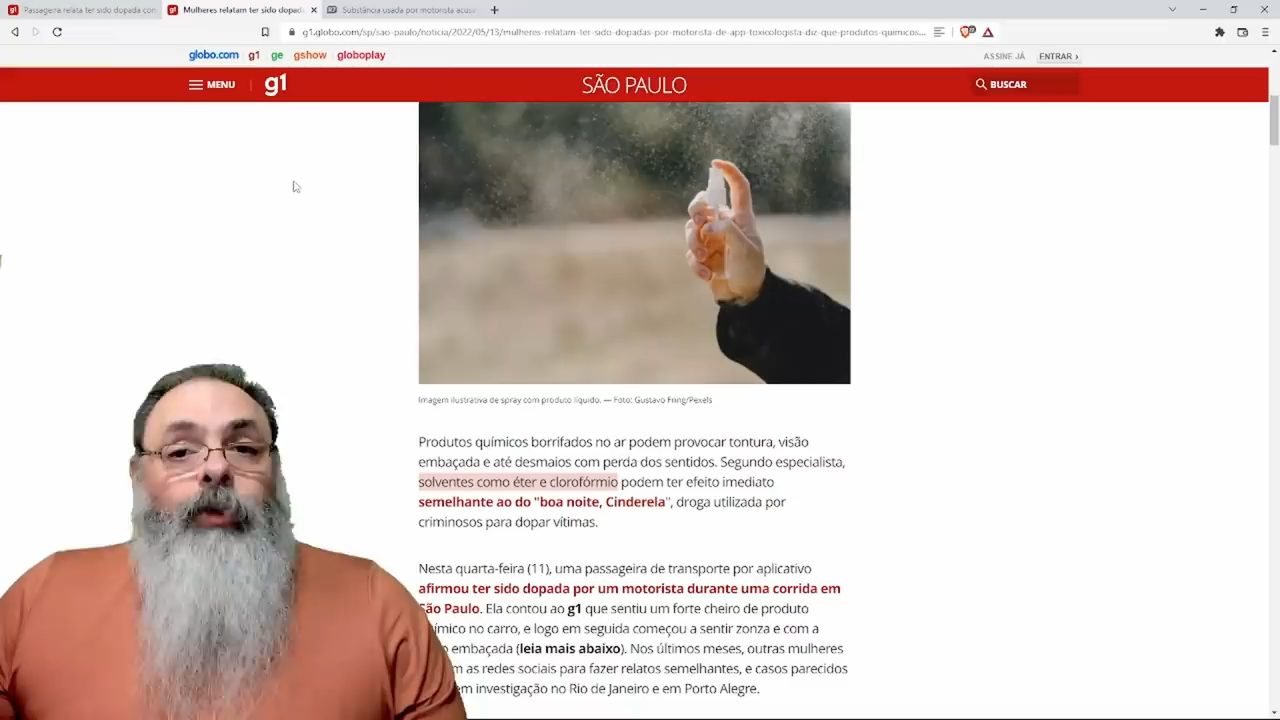 Passageira relata ter sido dopada com
Mulheres relatam ter sido dopada
Substância usada por motorista acusa
g1.globo.com/sp/sao-paulo/noticia/2022/05/13/mulheres-relatam-ter-sido-dopadas-por-motorista-de-app-toxicologista-diz-que-produtos-quimicos...
globo.com g1 ge gshow globoplay
ASSINE JÁ ENTRAR ›
MENU g1 SÃO PAULO BUSCAR
Imagem ilustrativa de spray com produto líquido. — Foto: Gustavo Fring/Pexels
Produtos químicos borrifados no ar podem provocar tontura, visão
embaçada e até desmaios com perda dos sentidos. Segundo especialista,
solventes como éter e clorofórmio podem ter efeito imediato
semelhante ao do "boa noite, Cinderela", droga utilizada por
criminosos para dopar vítimas.
Nesta quarta-feira (11), uma passageira de transporte por aplicativo
afirmou ter sido dopada por um motorista durante uma corrida em
São Paulo. Ela contou ao g1 que sentiu um forte cheiro de produto
químico no carro, e logo em seguida começou a sentir zonza e com a
embaçada (leia mais abaixo). Nos últimos meses, outras mulheres
as redes sociais para fazer relatos semelhantes, e casos parecidos
em investigação no Rio de Janeiro e em Porto Alegre.